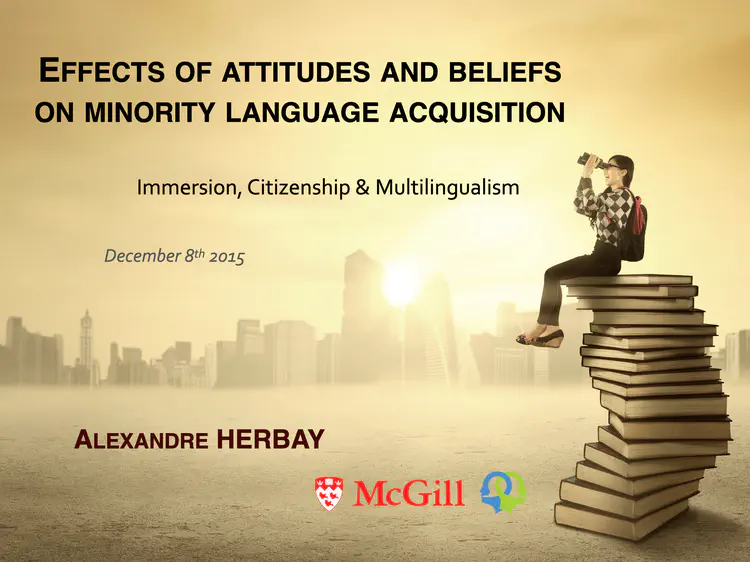 EFFECTS OF ATTITUDES AND BELIEFS
ON MINORITY LANGUAGE ACQUISITION
Immersion, Citizenship & Multilingualism
December 8th 2015
ALEXANDRE HERBAY
McGill